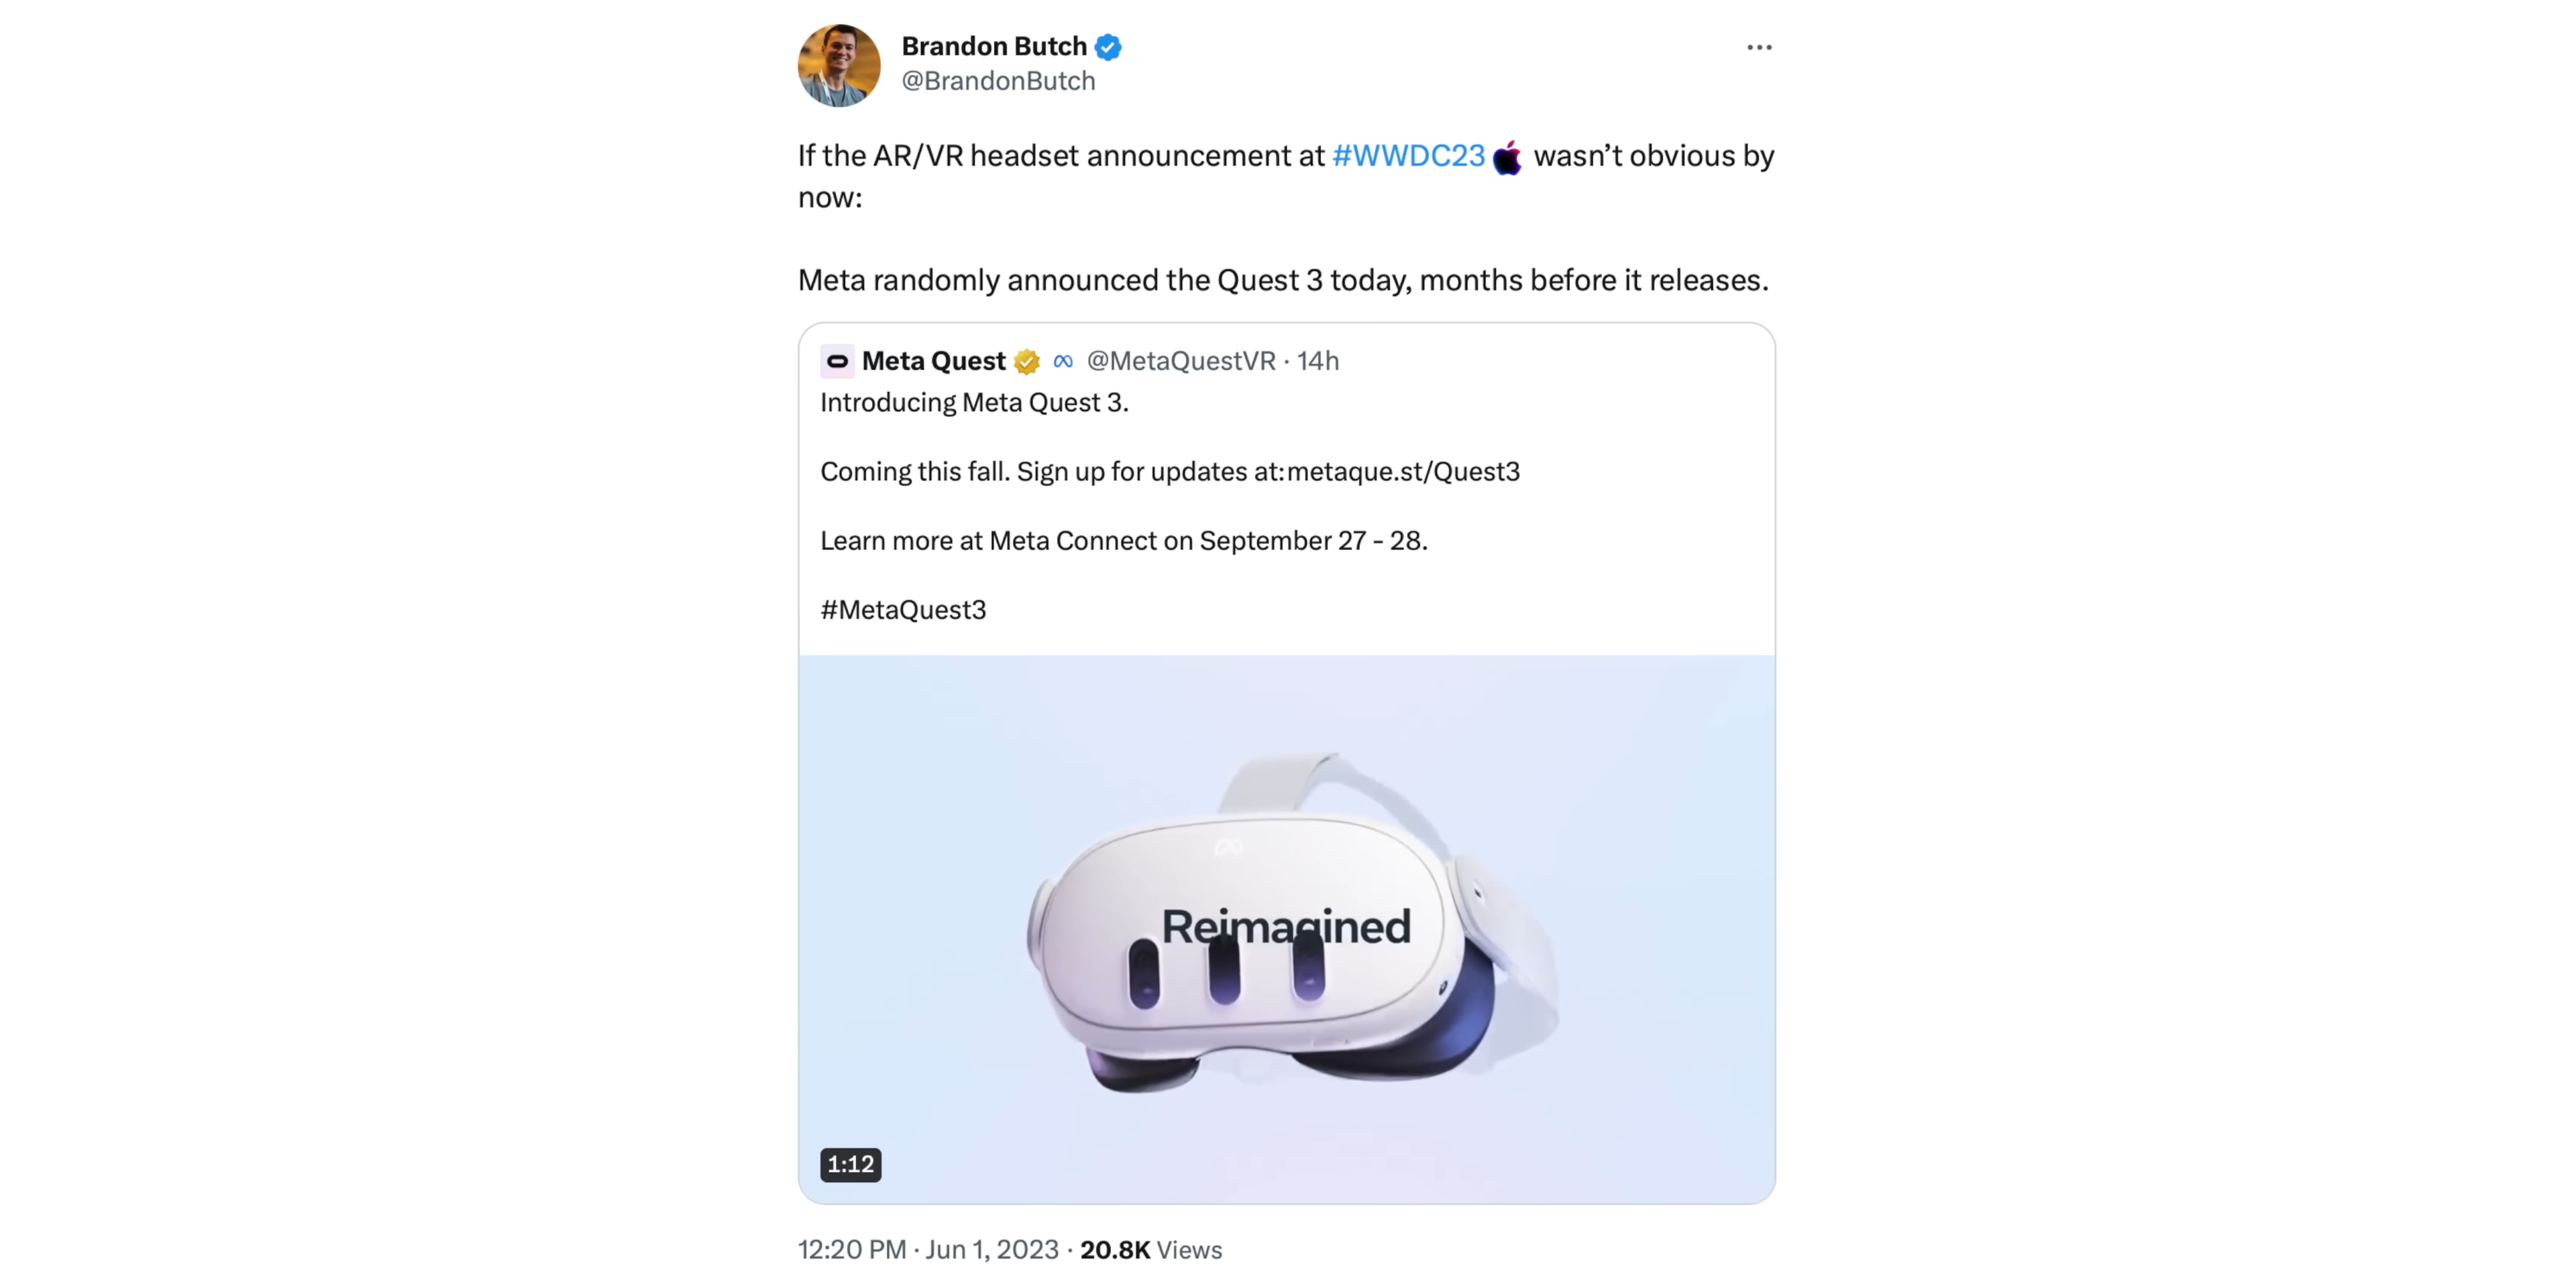 Brandon Butch
@BrandonButch
If the AR/VR headset announcement at #WWDC23 wasn’t obvious by
now:
Meta randomly announced the Quest 3 today, months before it releases.
Meta Quest @MetaQuestVR · 14h
Introducing Meta Quest 3.
Coming this fall. Sign up for updates at:metaque.st/Quest3
Learn more at Meta Connect on September 27 - 28.
#MetaQuest3
Reimagined
1:12
12:20 PM · Jun 1, 2023 · 20.8K Views